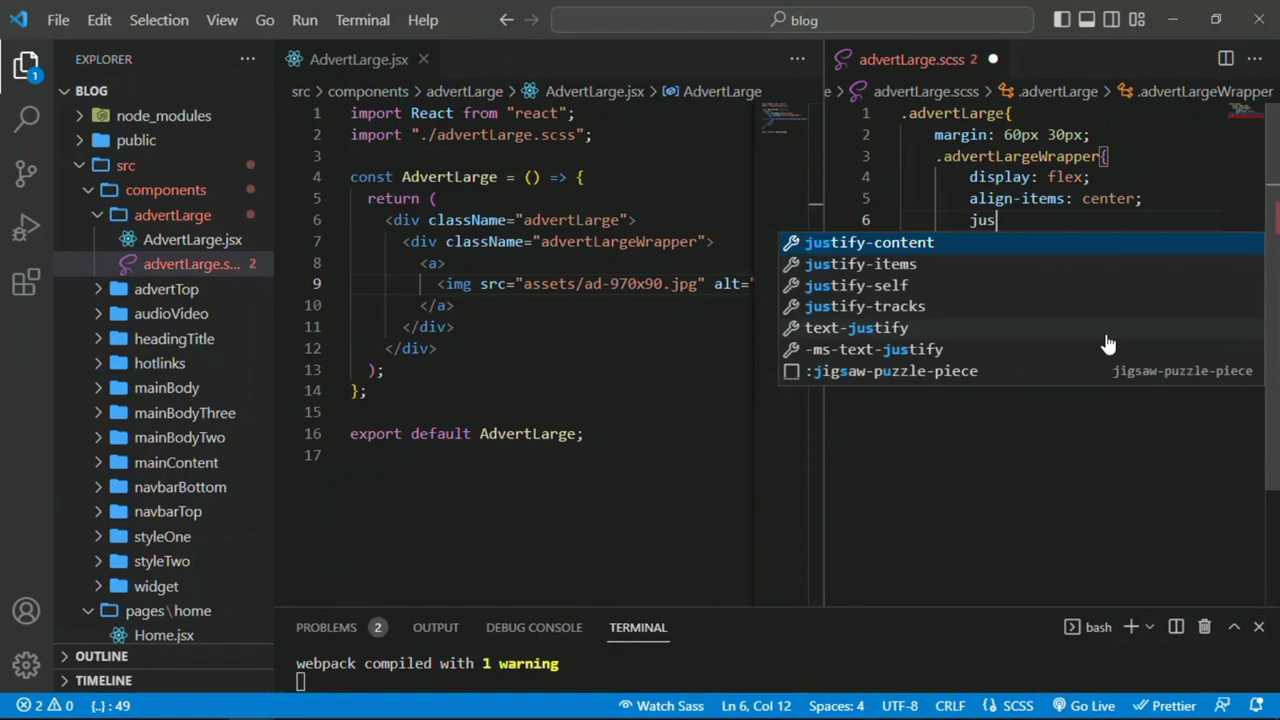 File Edit Selection View Go Run Terminal Help
blog
EXPLORER
1
BLOG
node_modules
public
src
components
advertLarge
AdvertLarge.jsx
advertLarge.s... 2
advertTop
audioVideo
headingTitle
hotlinks
mainBody
mainBodyThree
mainBodyTwo
mainContent
navbarBottom
navbarTop
styleOne
styleTwo
widget
pages\home
Home.jsx
OUTLINE
TIMELINE
AdvertLarge.jsx
src > components > advertLarge > AdvertLarge.jsx > AdvertLarge
1 import React from "react";
2 import "./advertLarge.scss";
3
4 const AdvertLarge = () => {
5 return (
6 <div className="advertLarge">
7 <div className="advertLargeWrapper">
8 <a>
9 <img src="assets/ad-970x90.jpg" alt="
10 </a>
11 </div>
12 </div>
13 );
14 };
15
16 export default AdvertLarge;
17
advertLarge.scss 2
e > advertLarge.scss > .advertLarge > .advertLargeWrapper
1 .advertLarge{
2 margin: 60px 30px;
3 .advertLargeWrapper{
4 display: flex;
5 align-items: center;
6 jus
justify-content
justify-items
justify-self
justify-tracks
text-justify
-ms-text-justify
:jigsaw-puzzle-piece jigsaw-puzzle-piece
PROBLEMS 2 OUTPUT DEBUG CONSOLE TERMINAL
bash
webpack compiled with 1 warning
2 0 {..} : 49 Watch Sass Ln 6, Col 12 Spaces: 4 UTF-8 CRLF SCSS Go Live Prettier